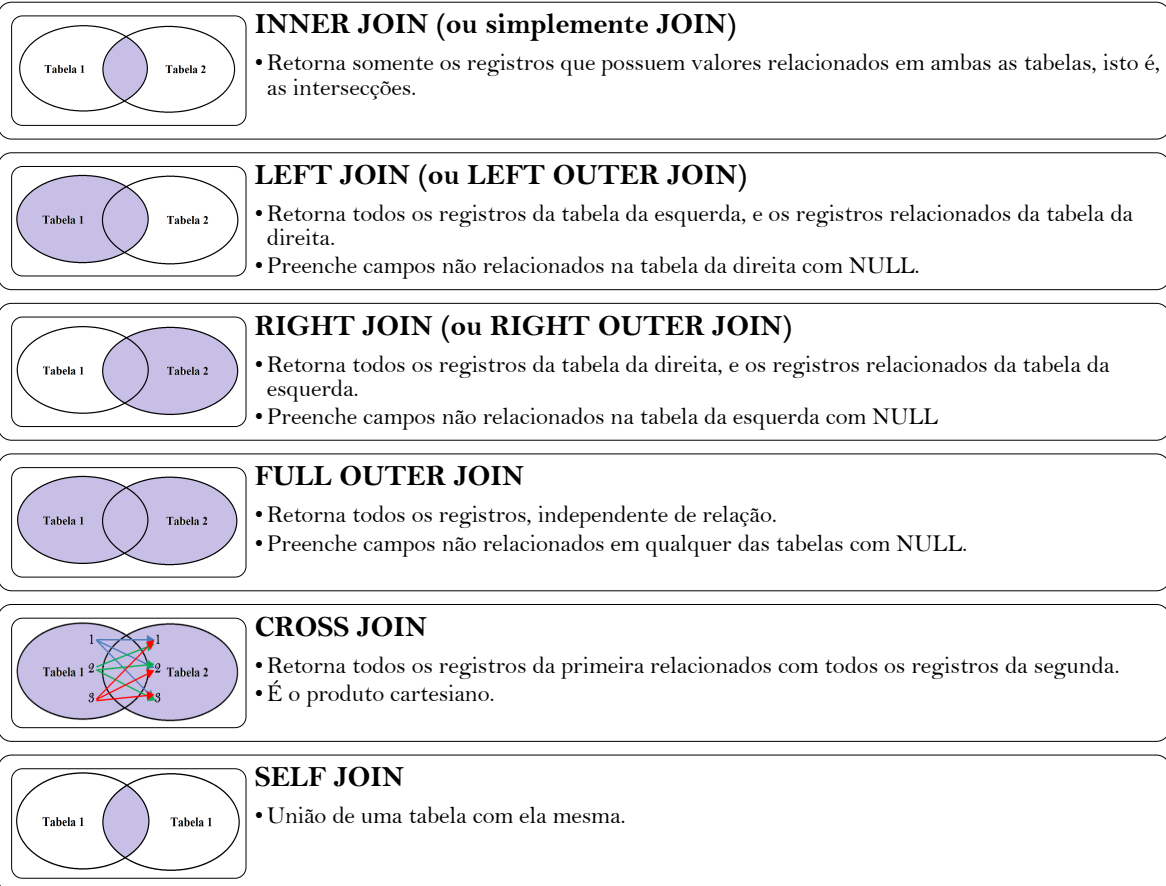 INNER JOIN (ou simplemente JOIN)
Tabela 1
Tabela 2
• Retorna somente os registros que possuem valores relacionados em ambas as tabelas, isto é,
as intersecções.
LEFT JOIN (ou LEFT OUTER JOIN)
Tabela 1
Tabela 2
• Retorna todos os registros da tabela da esquerda, e os registros relacionados da tabela da
direita.
• Preenche campos não relacionados na tabela da direita com NULL.
RIGHT JOIN (ou RIGHT OUTER JOIN)
Tabela 1
Tabela 2
• Retorna todos os registros da tabela da direita, e os registros relacionados da tabela da
esquerda.
• Preenche campos não relacionados na tabela da esquerda com NULL
FULL OUTER JOIN
Tabela 1
Tabela 2
• Retorna todos os registros, independente de relação.
• Preenche campos não relacionados em qualquer das tabelas com NULL.
CROSS JOIN
1 1
Tabela 1 2 2 Tabela 2
3 3
• Retorna todos os registros da primeira relacionados com todos os registros da segunda.
• É o produto cartesiano.
SELF JOIN
Tabela 1
Tabela 1
• União de uma tabela com ela mesma.